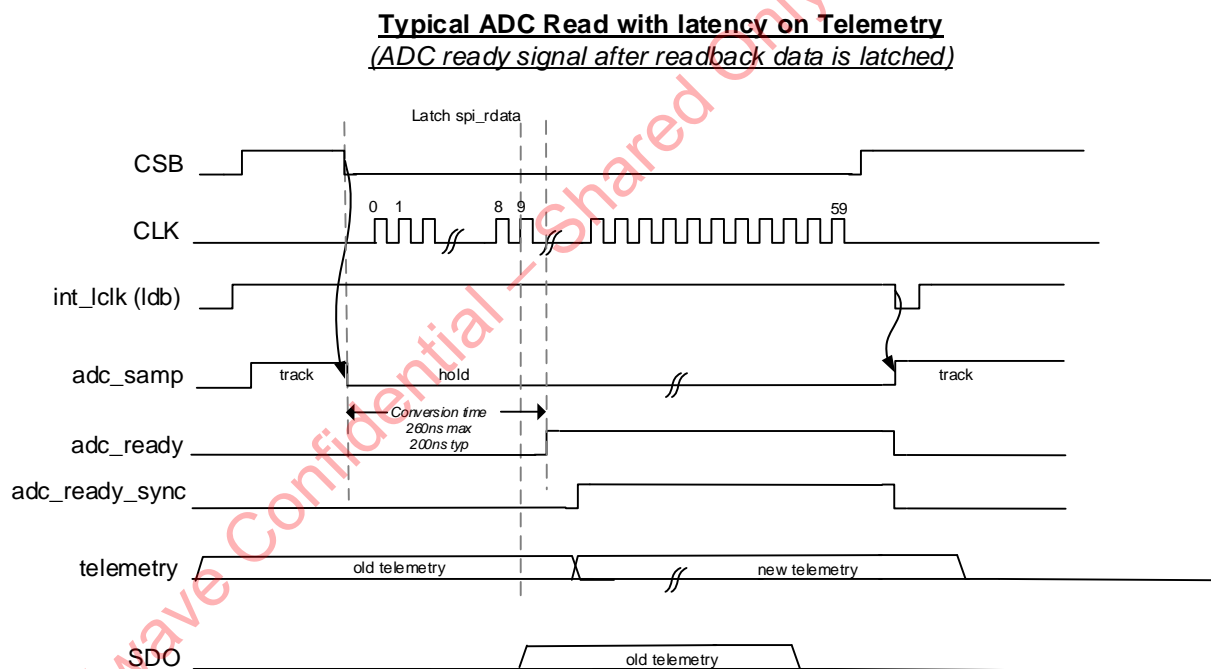 Typical ADC Read with latency on Telemetry
(ADC ready signal after readback data is latched)
Latch spi_rdata
CSB
0 1 8 9 59
CLK
int_lclk (ldb)
adc_samp
track hold track
Conversion time
260ns max
200ns typ
adc_ready
adc_ready_sync
telemetry
old telemetry new telemetry
SDO
old telemetry
wave Confidential – Shared Only